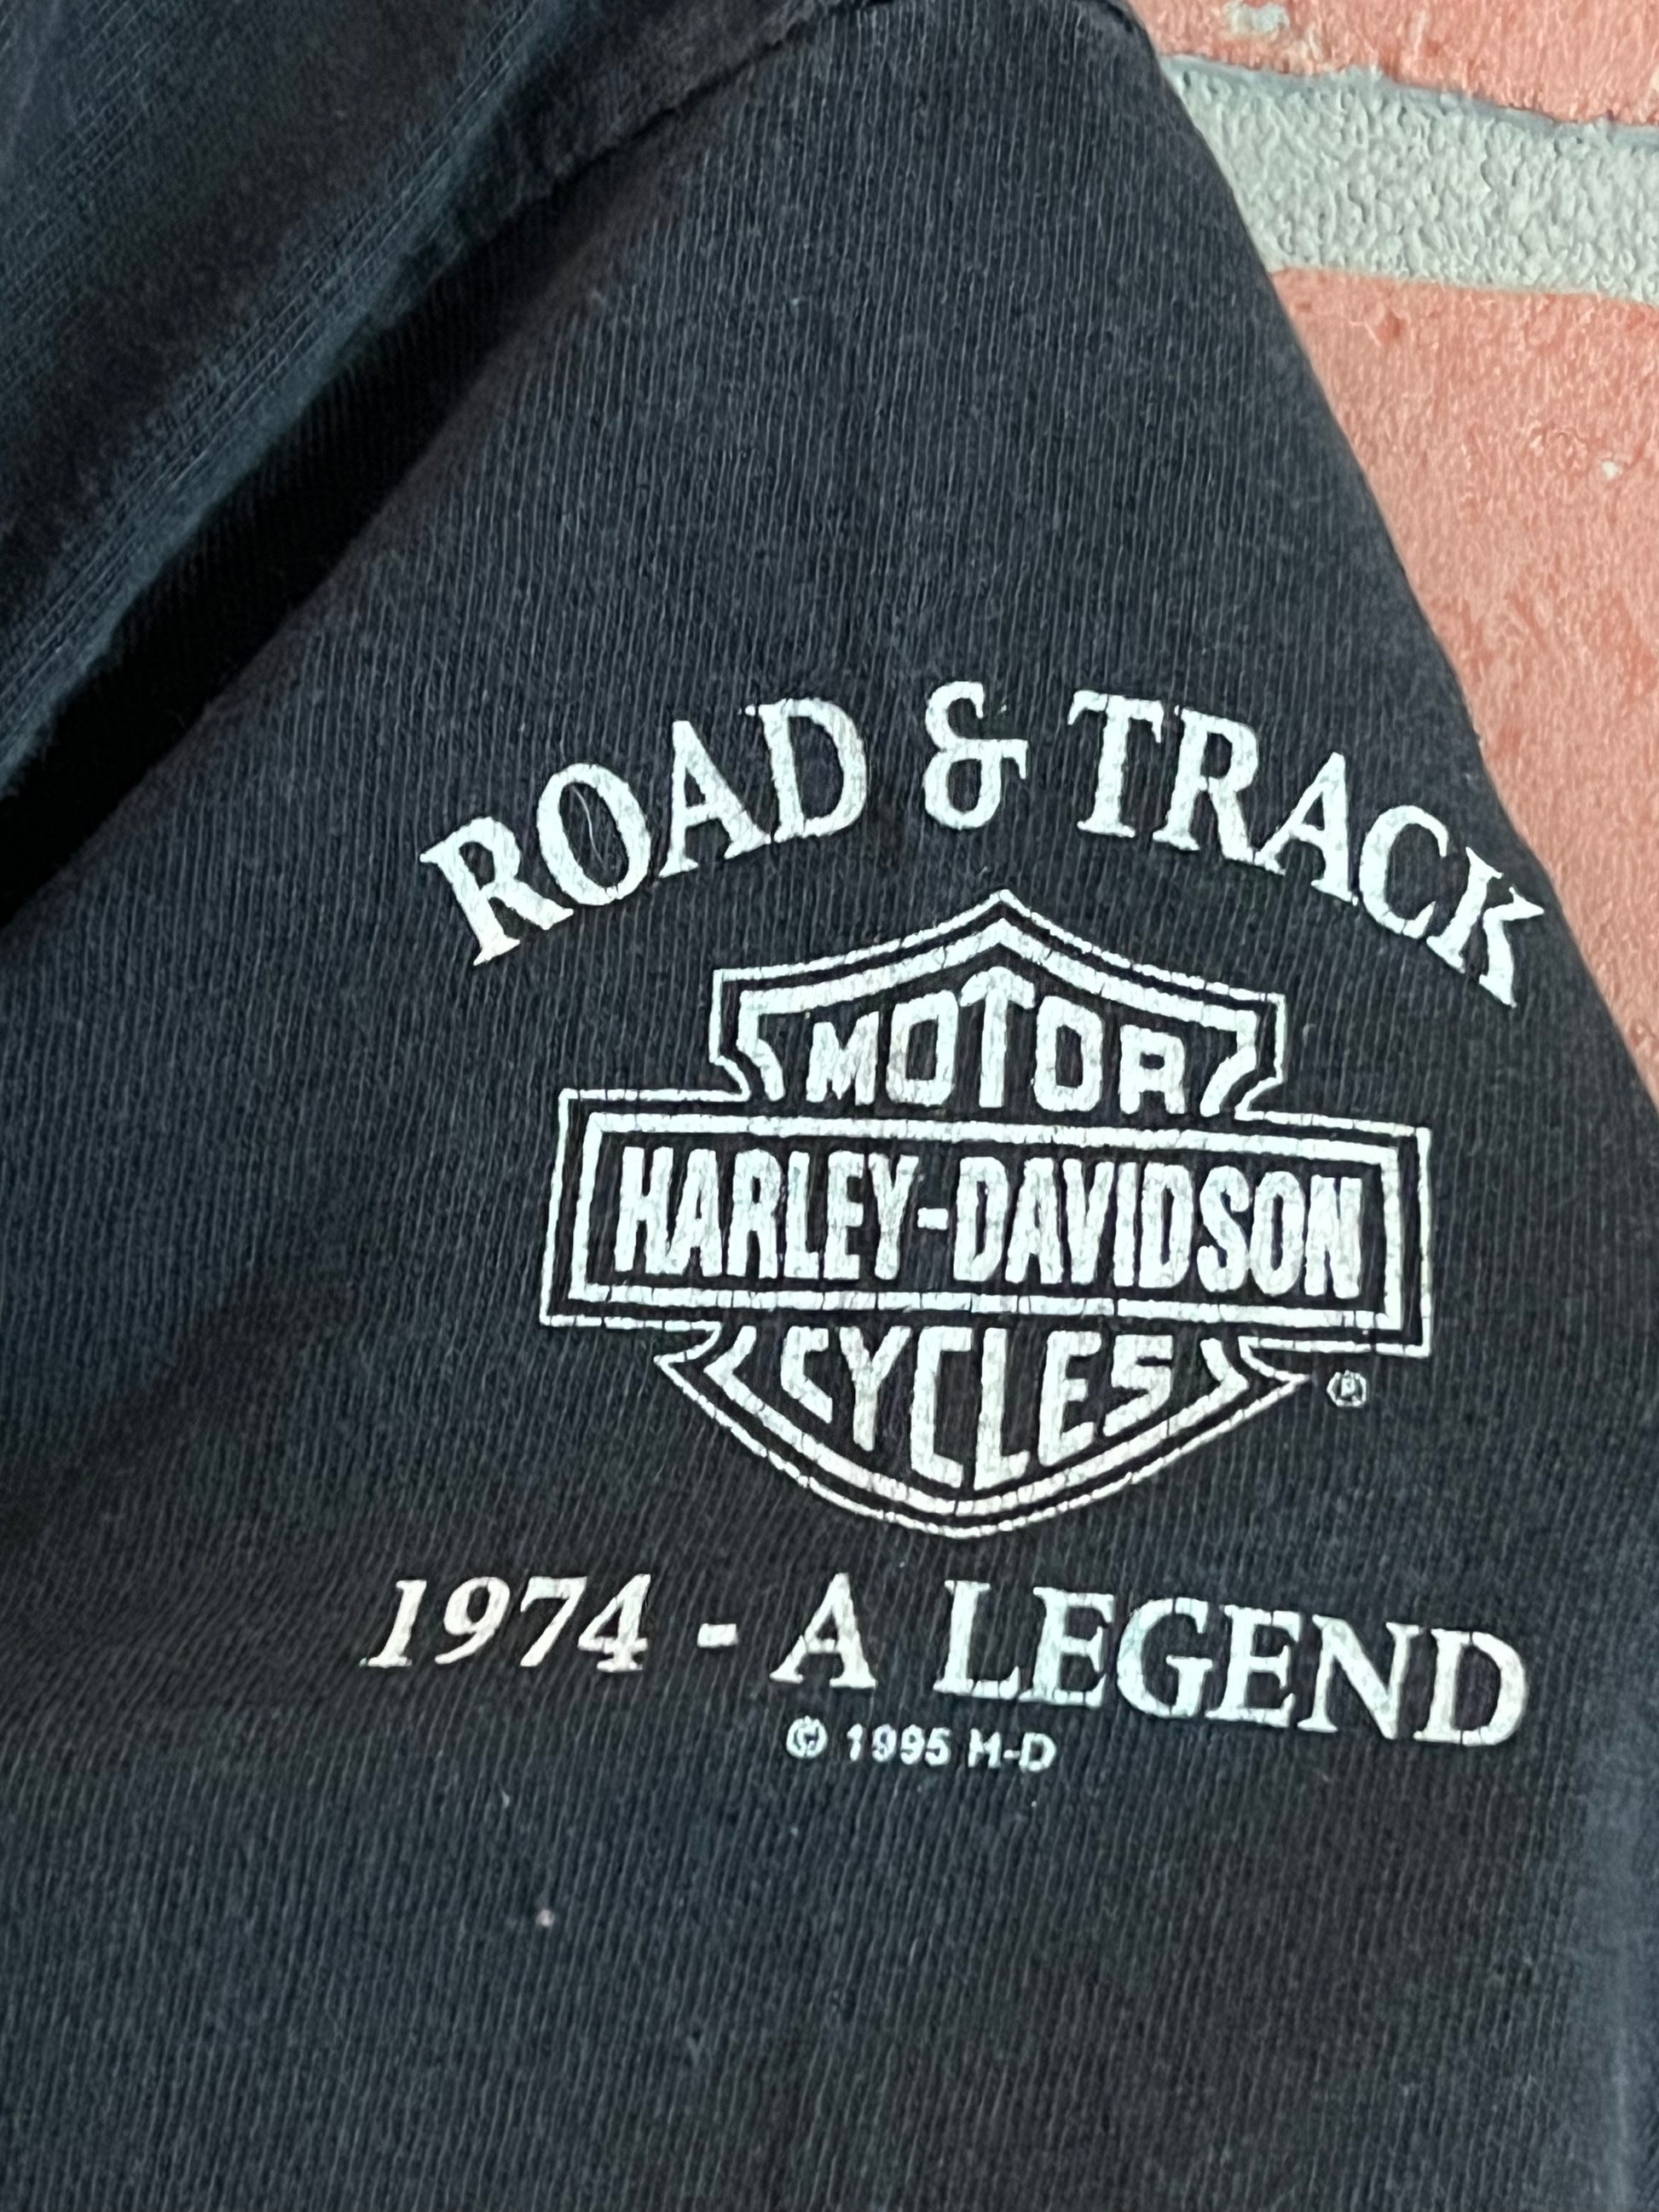 ROAD & TRACK
MOTOR
HARLEY-DAVIDSON
CYCLES
®
1974 - A LEGEND
© 1995 H-D